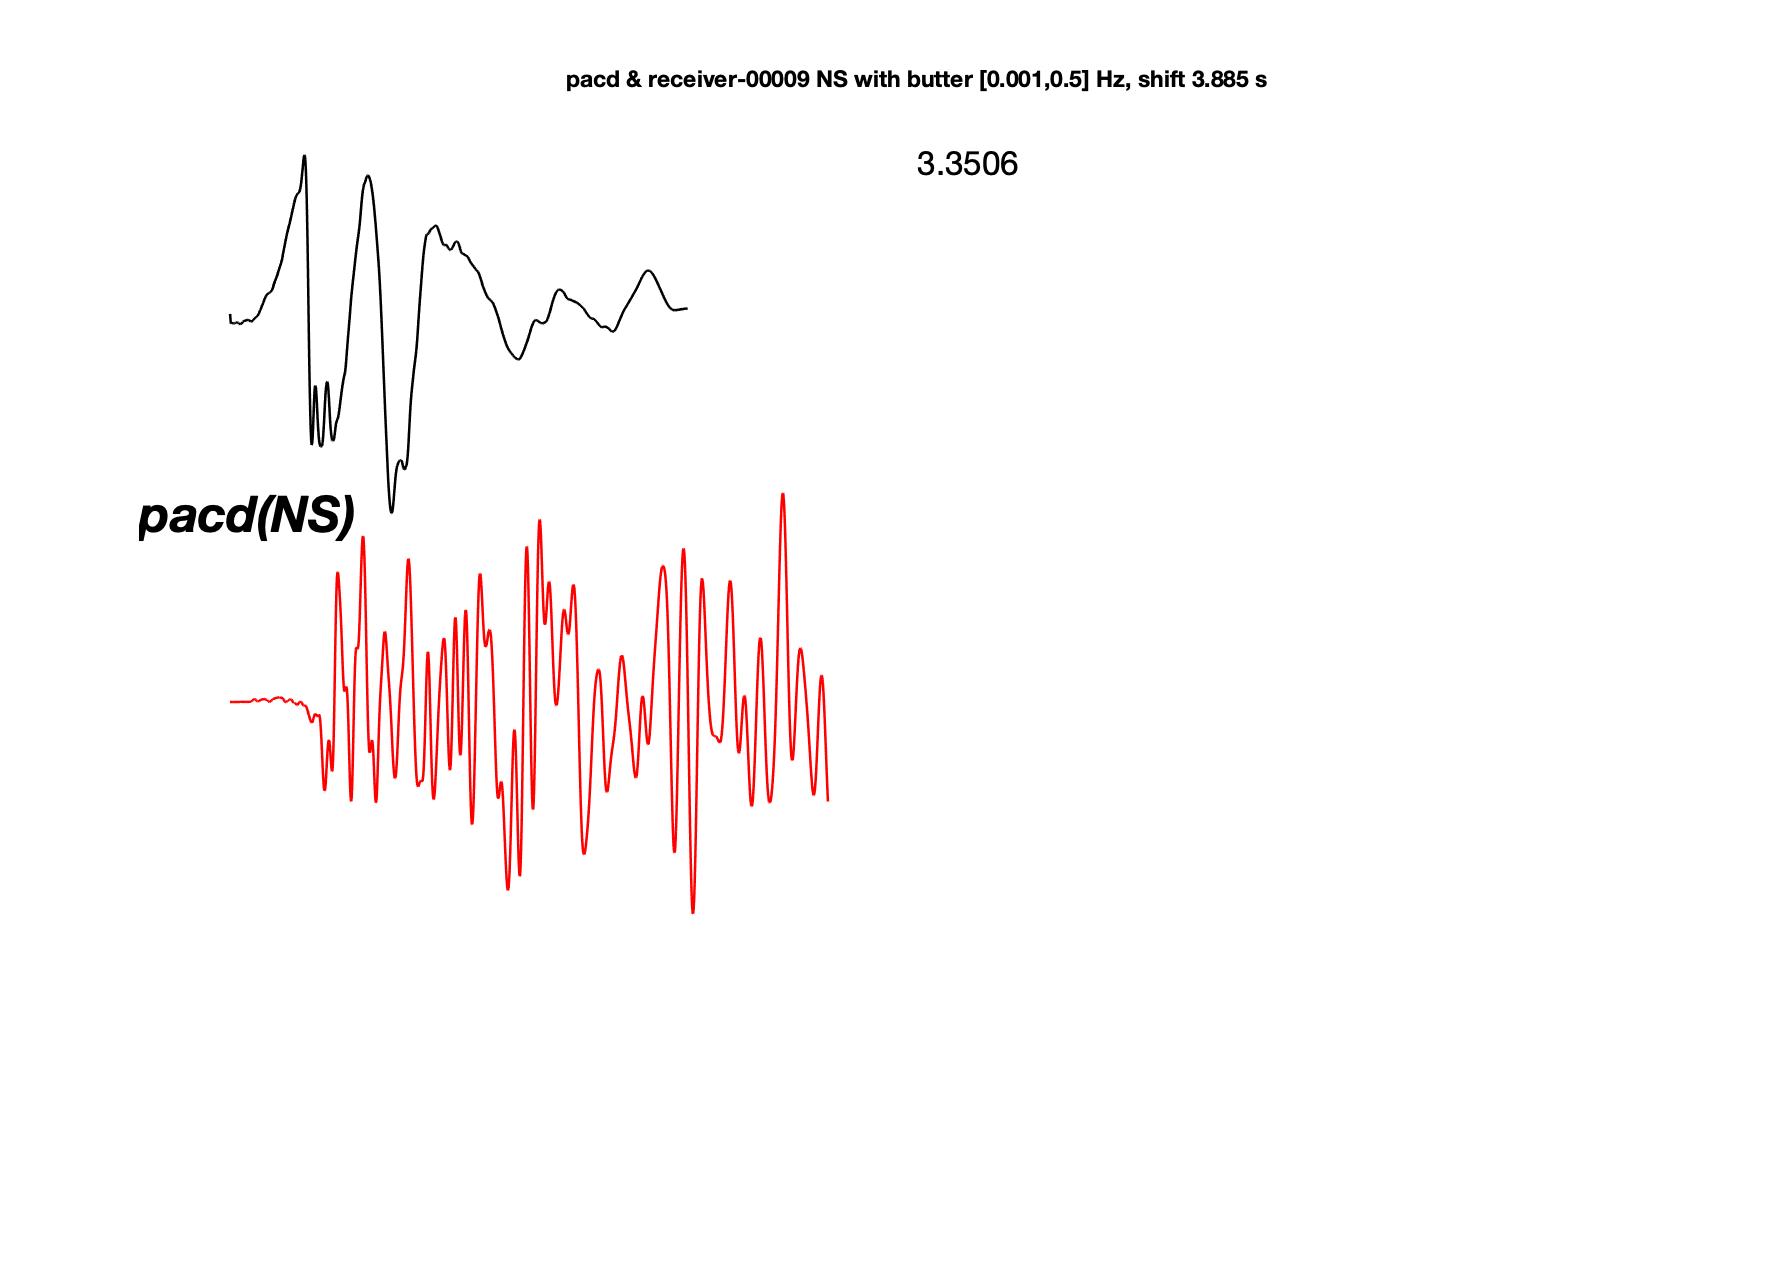 pacd & receiver-00009 NS with butter [0.001,0.5] Hz, shift 3.885 s
3.3506
pacd(NS)